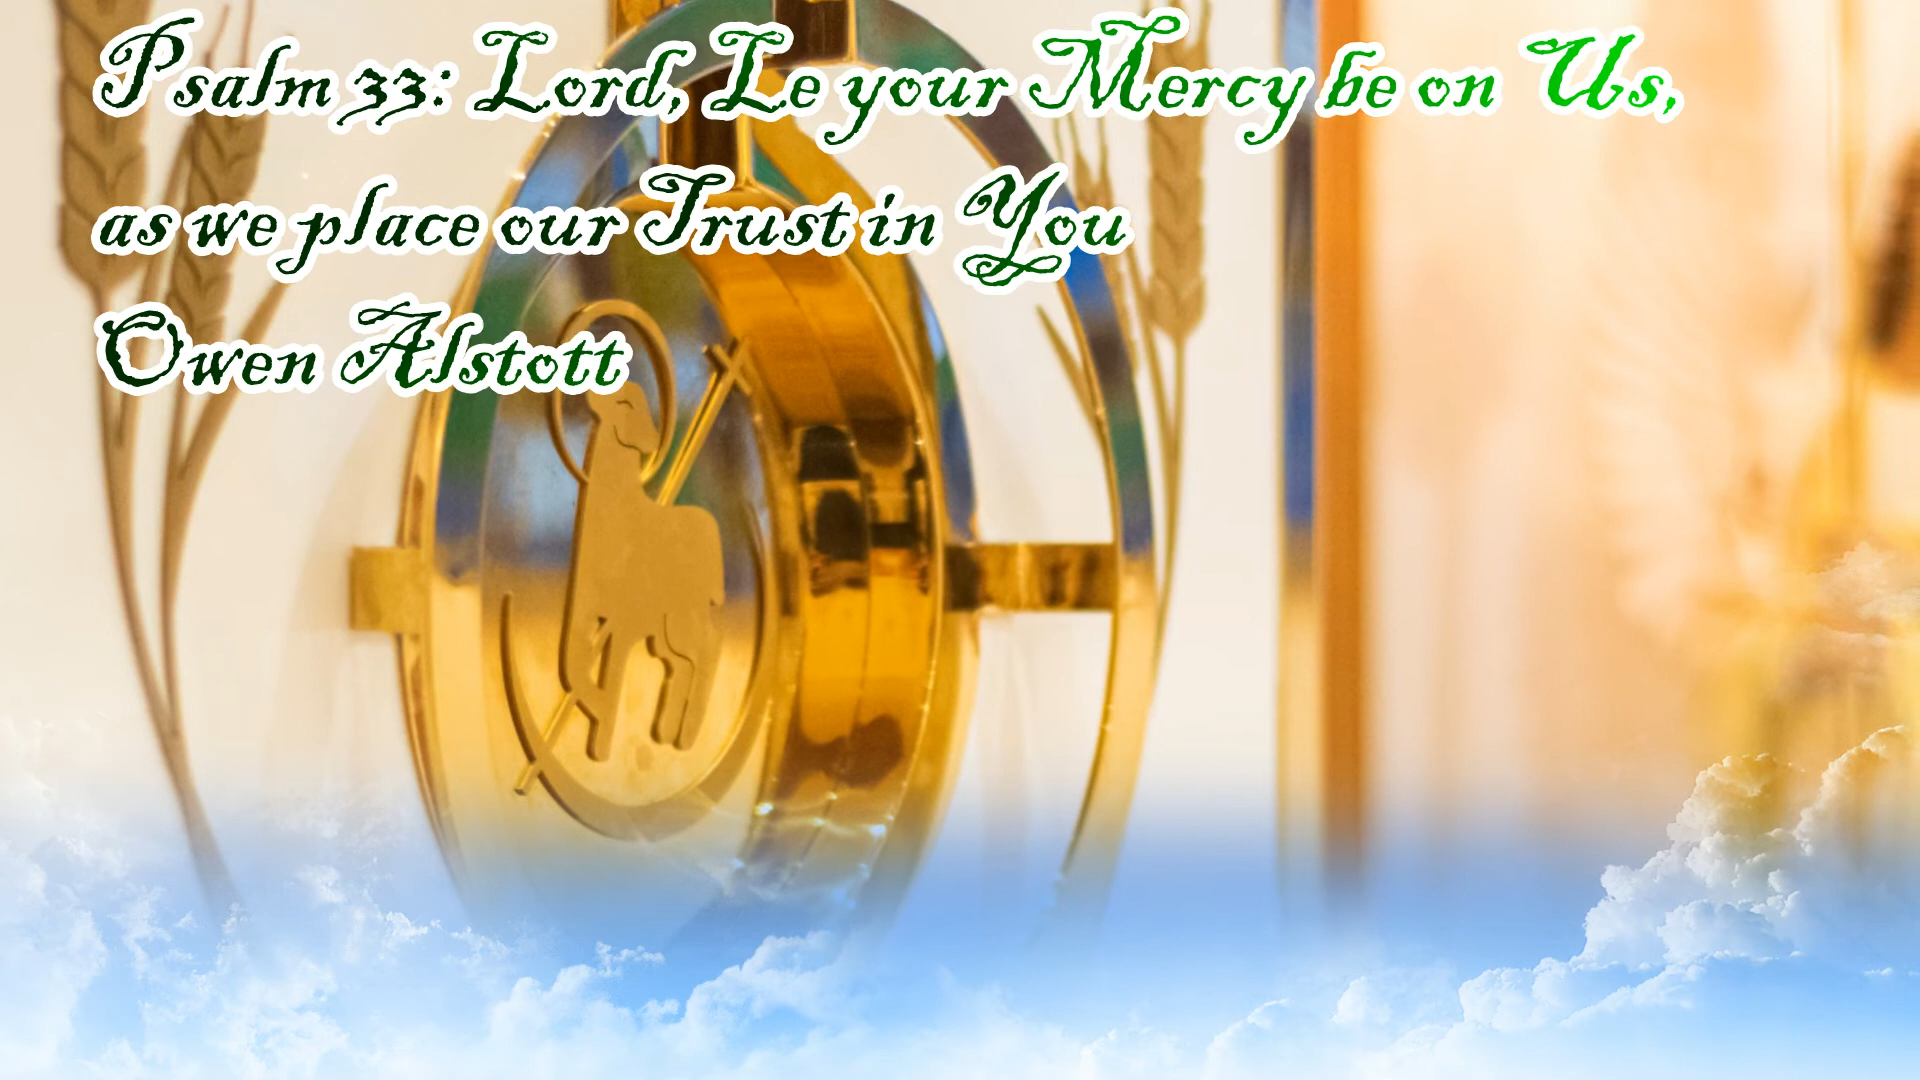 Psalm 33: Lord, Le your Mercy be on Us,
as we place our Trust in You
Owen Alstott